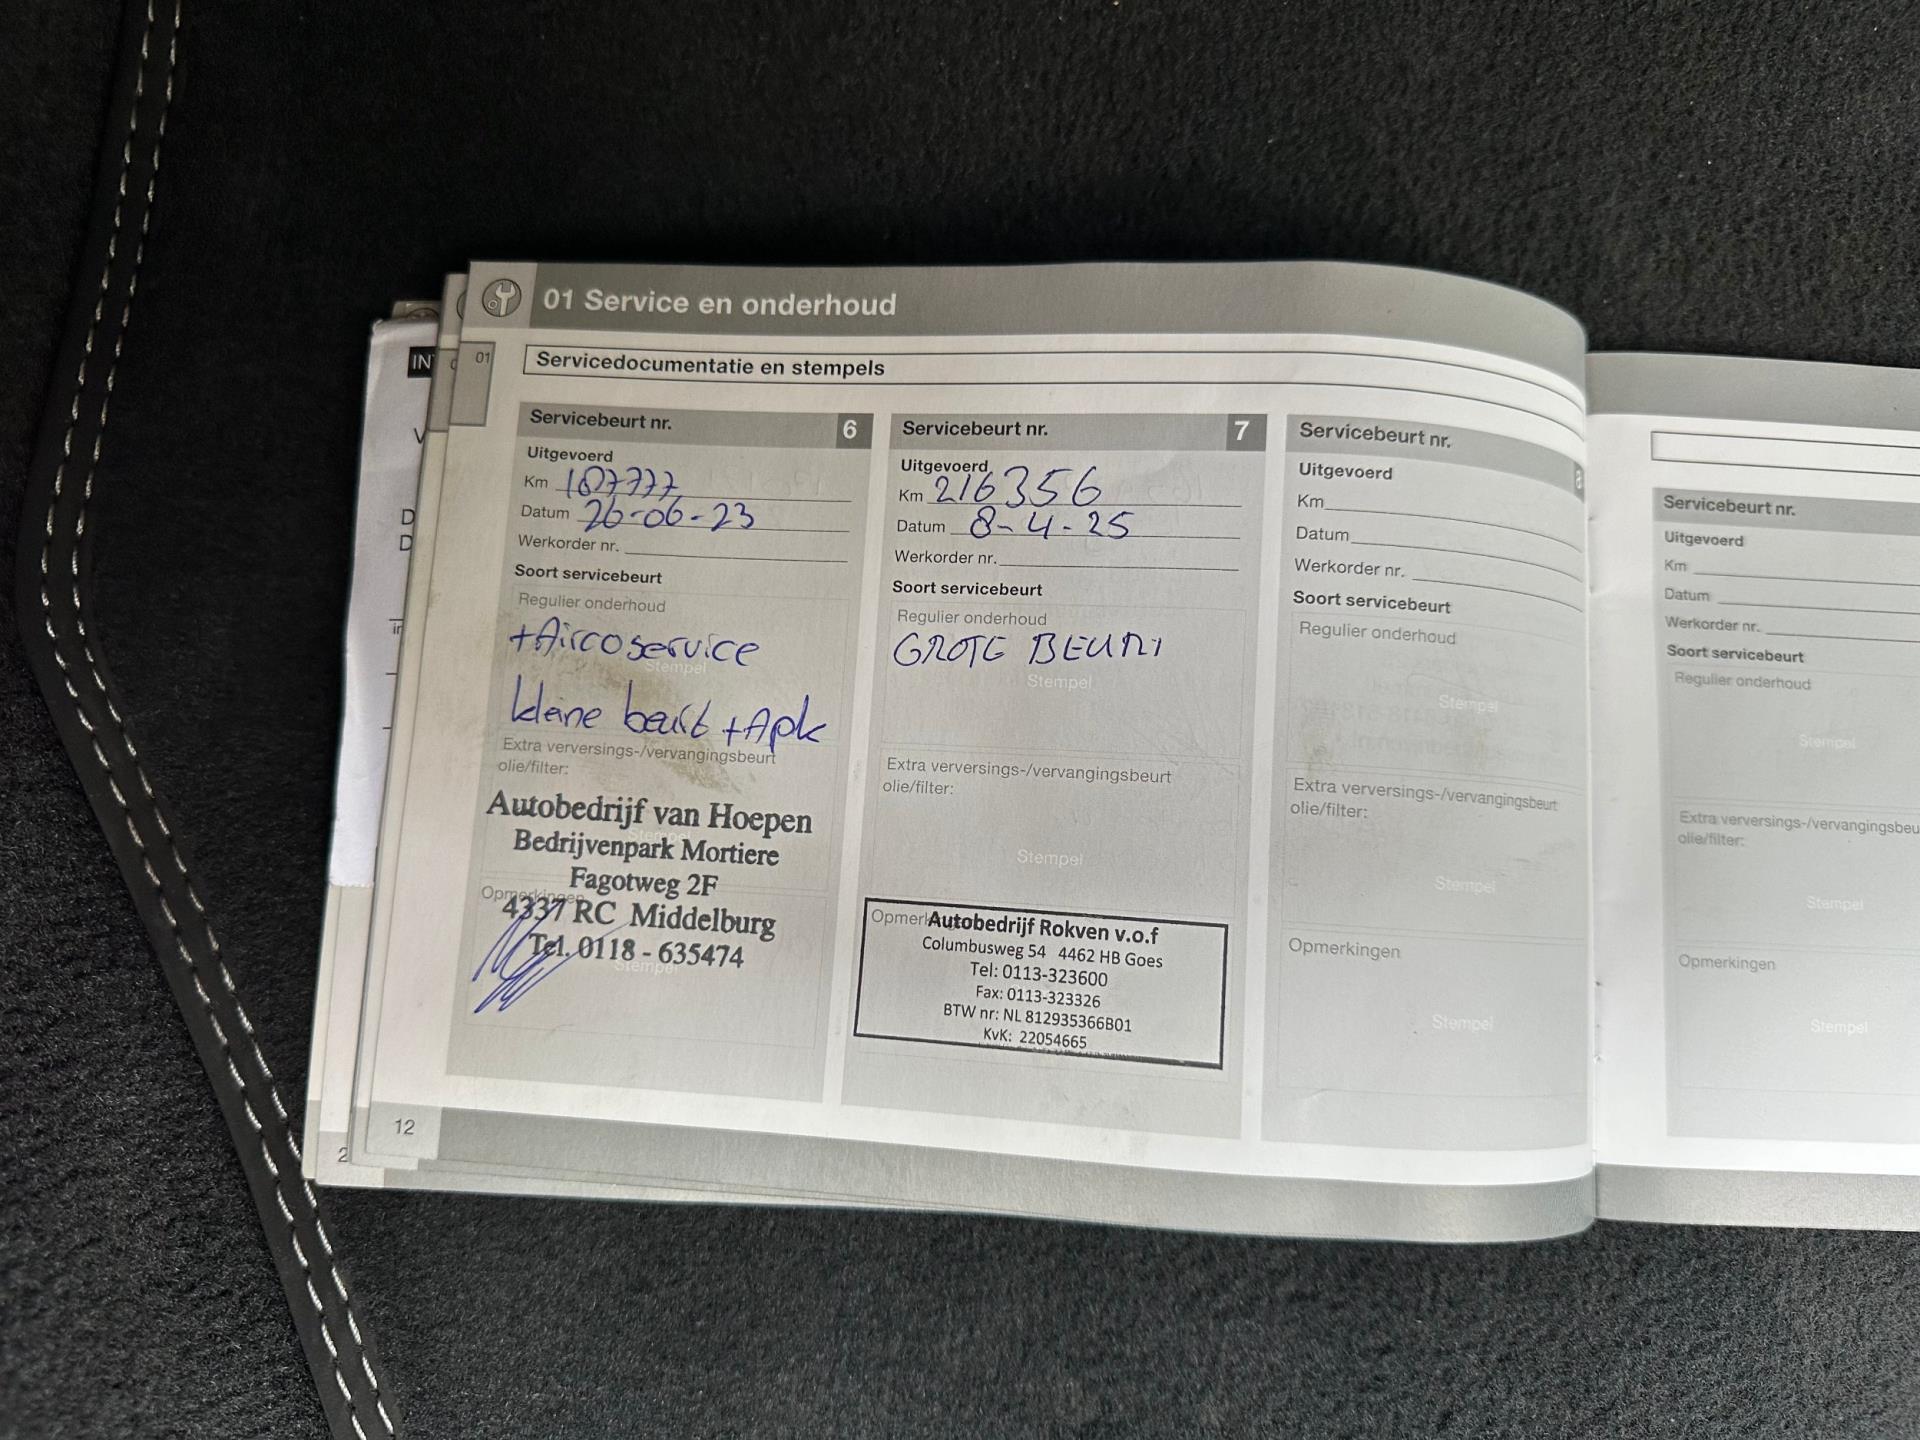 01 Service en onderhoud
01
Servicedocumentatie en stempels
Servicebeurt nr. 6
Uitgevoerd
Km 187777
Datum 26-06-23
Werkorder nr.
Soort servicebeurt
Regulier onderhoud
+Aircoservice
Stempel
kleine beurt + Apk
Extra verversings-/vervangingsbeurt
olie/filter:
Autobedrijf van Hoepen
Stempel
Bedrijvenpark Mortiere
Fagotweg 2F
Opmerkingen
4337 RC Middelburg
Tel. 0118 - 635474
Stempel
Servicebeurt nr. 7
Uitgevoerd
Km 216356
Datum 8-4-25
Werkorder nr.
Soort servicebeurt
Regulier onderhoud
GROTE BEURT
Stempel
Extra verversings-/vervangingsbeurt
olie/filter:
Stempel
Autobedrijf Rokven v.o.f
Columbusweg 54 4462 HB Goes
Tel: 0113-323600
Fax: 0113-323326
BTW nr: NL 812935366B01
KvK: 22054665
Servicebeurt nr. 8
Uitgevoerd
Km
Datum
Werkorder nr.
Soort servicebeurt
Regulier onderhoud
Stempel
Extra verversings-/vervangingsbeurt
olie/filter:
Stempel
Opmerkingen
Stempel
12
2
Servicebeurt nr.
Uitgevoerd
Km
Datum
Werkorder nr.
Soort servicebeurt
Regulier onderhoud
Stempel
Extra verversings-/vervangingsbeu
olie/filter:
Stempel
Opmerkingen
Stempel